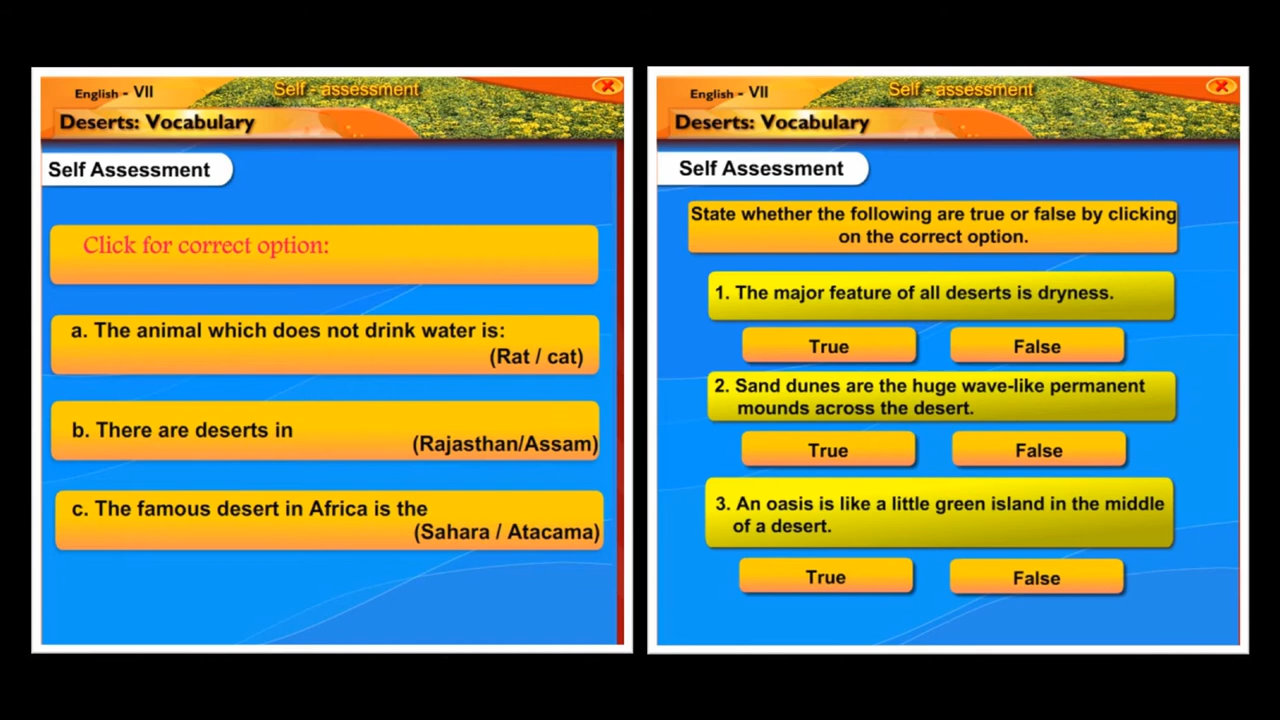 English - VII
Self - assessment
Deserts: Vocabulary
Self Assessment
Click for correct option:
a. The animal which does not drink water is:
(Rat / cat)
b. There are deserts in
(Rajasthan/Assam)
c. The famous desert in Africa is the
(Sahara / Atacama)
English - VII
Self - assessment
Deserts: Vocabulary
Self Assessment
State whether the following are true or false by clicking
on the correct option.
1. The major feature of all deserts is dryness.
True False
2. Sand dunes are the huge wave-like permanent
mounds across the desert.
True False
3. An oasis is like a little green island in the middle
of a desert.
True False